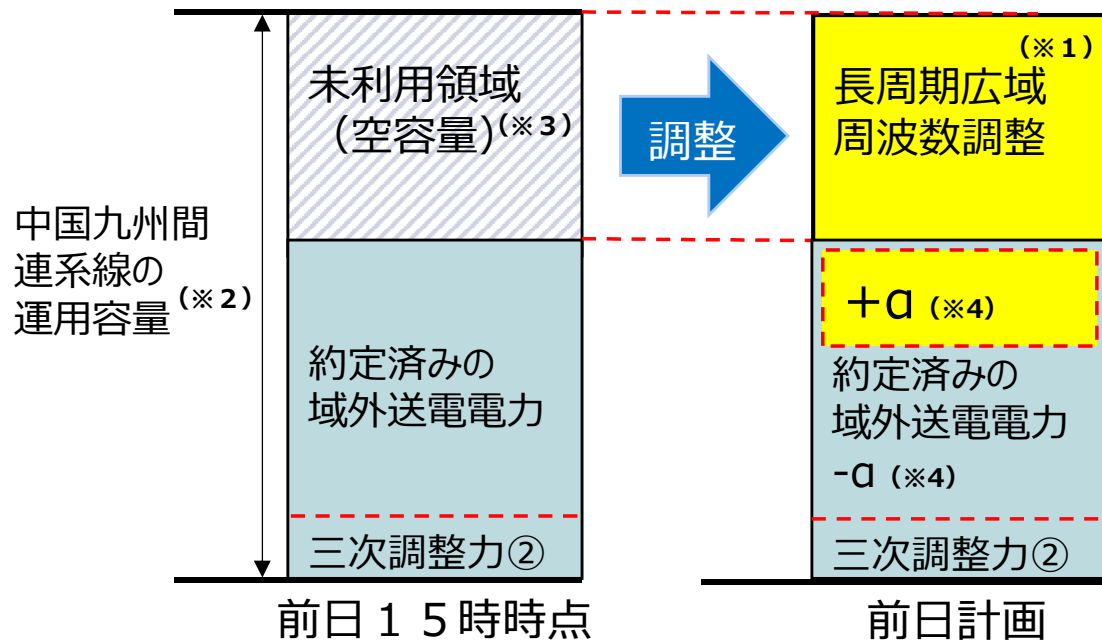 中国九州間
連系線の
運用容量(※2)
未利用領域
(空容量)(※3)
約定済みの
域外送電電力
三次調整力②
前日15時時点
調整
(※1)
長周期広域
周波数調整
+α (※4)
約定済みの
域外送電電力
-α (※4)
三次調整力②
前日計画